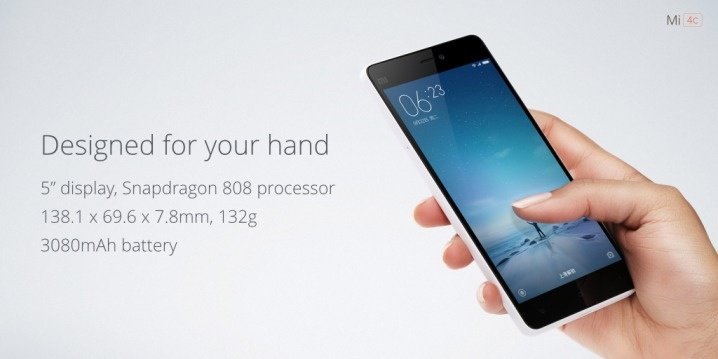 Mi 4c
Designed for your hand
5” display, Snapdragon 808 processor
138.1 x 69.6 x 7.8mm, 132g
3080mAh battery
06:23